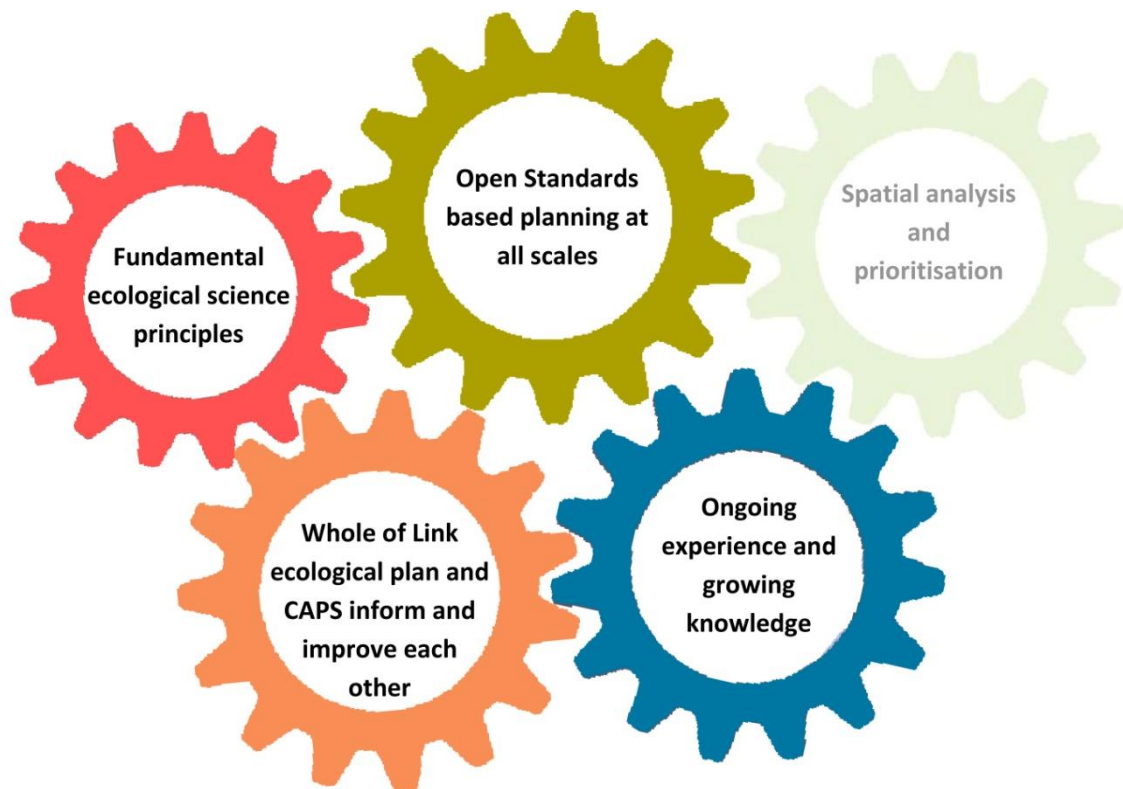 Fundamental
ecological science
principles
Open Standards
based planning at
all scales
Spatial analysis
and
prioritisation
Whole of Link
ecological plan and
CAPS inform and
improve each
other
Ongoing
experience and
growing
knowledge